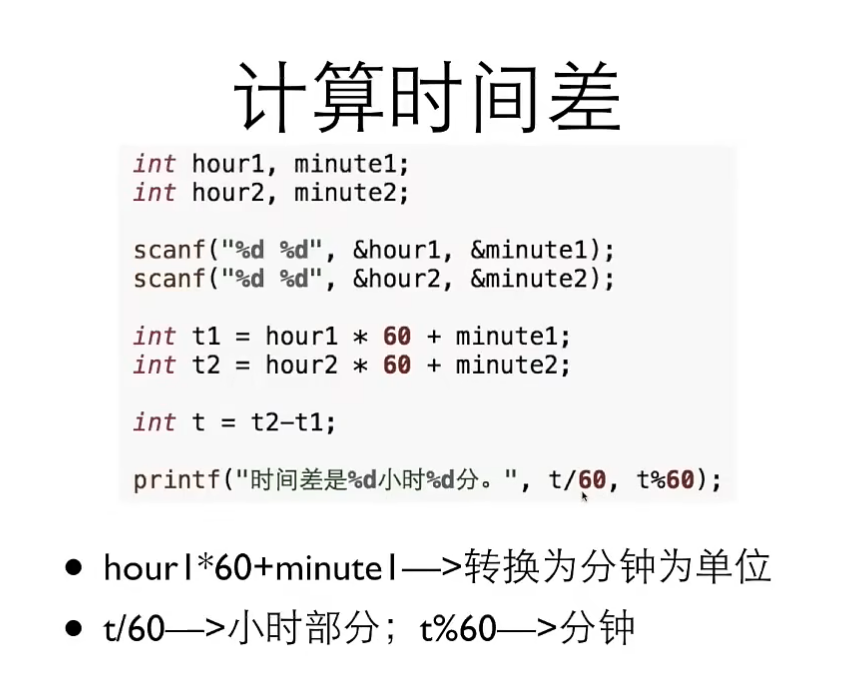 计算时间差
int hour1, minute1;
int hour2, minute2;
scanf("%d %d", &hour1, &minute1);
scanf("%d %d", &hour2, &minute2);
int t1 = hour1 * 60 + minute1;
int t2 = hour2 * 60 + minute2;
int t = t2-t1;
printf("时间差是%d小时%d分。", t/60, t%60);
• hour1*60+minute1—>转换为分钟为单位
• t/60—>小时部分；t%60—>分钟